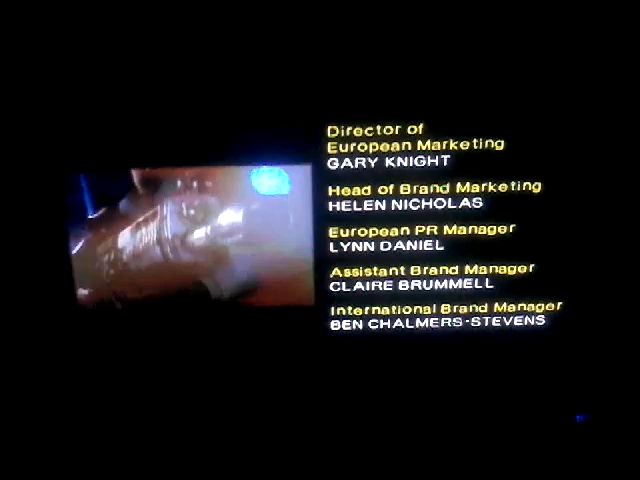 Director of
European Marketing
GARY KNIGHT
Head of Brand Marketing
HELEN NICHOLAS
European PR Manager
LYNN DANIEL
Assistant Brand Manager
CLAIRE BRUMMELL
International Brand Manager
BEN CHALMERS-STEVENS